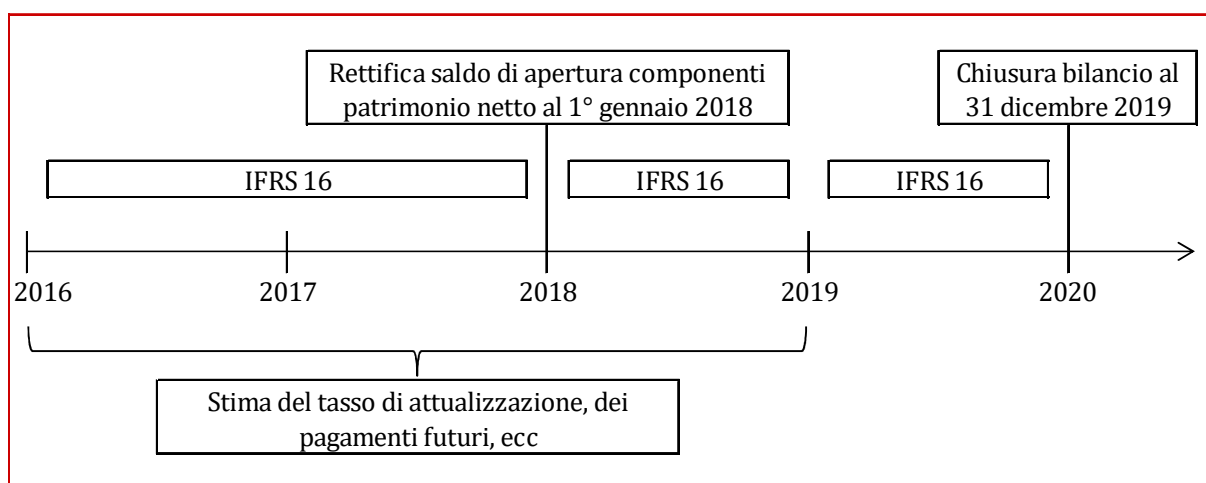 Rettifica saldo di apertura componenti
patrimonio netto al 1° gennaio 2018
Chiusura bilancio al
31 dicembre 2019
IFRS 16
IFRS 16
IFRS 16
2016
2017
2018
2019
2020
Stima del tasso di attualizzazione, dei
pagamenti futuri, ecc